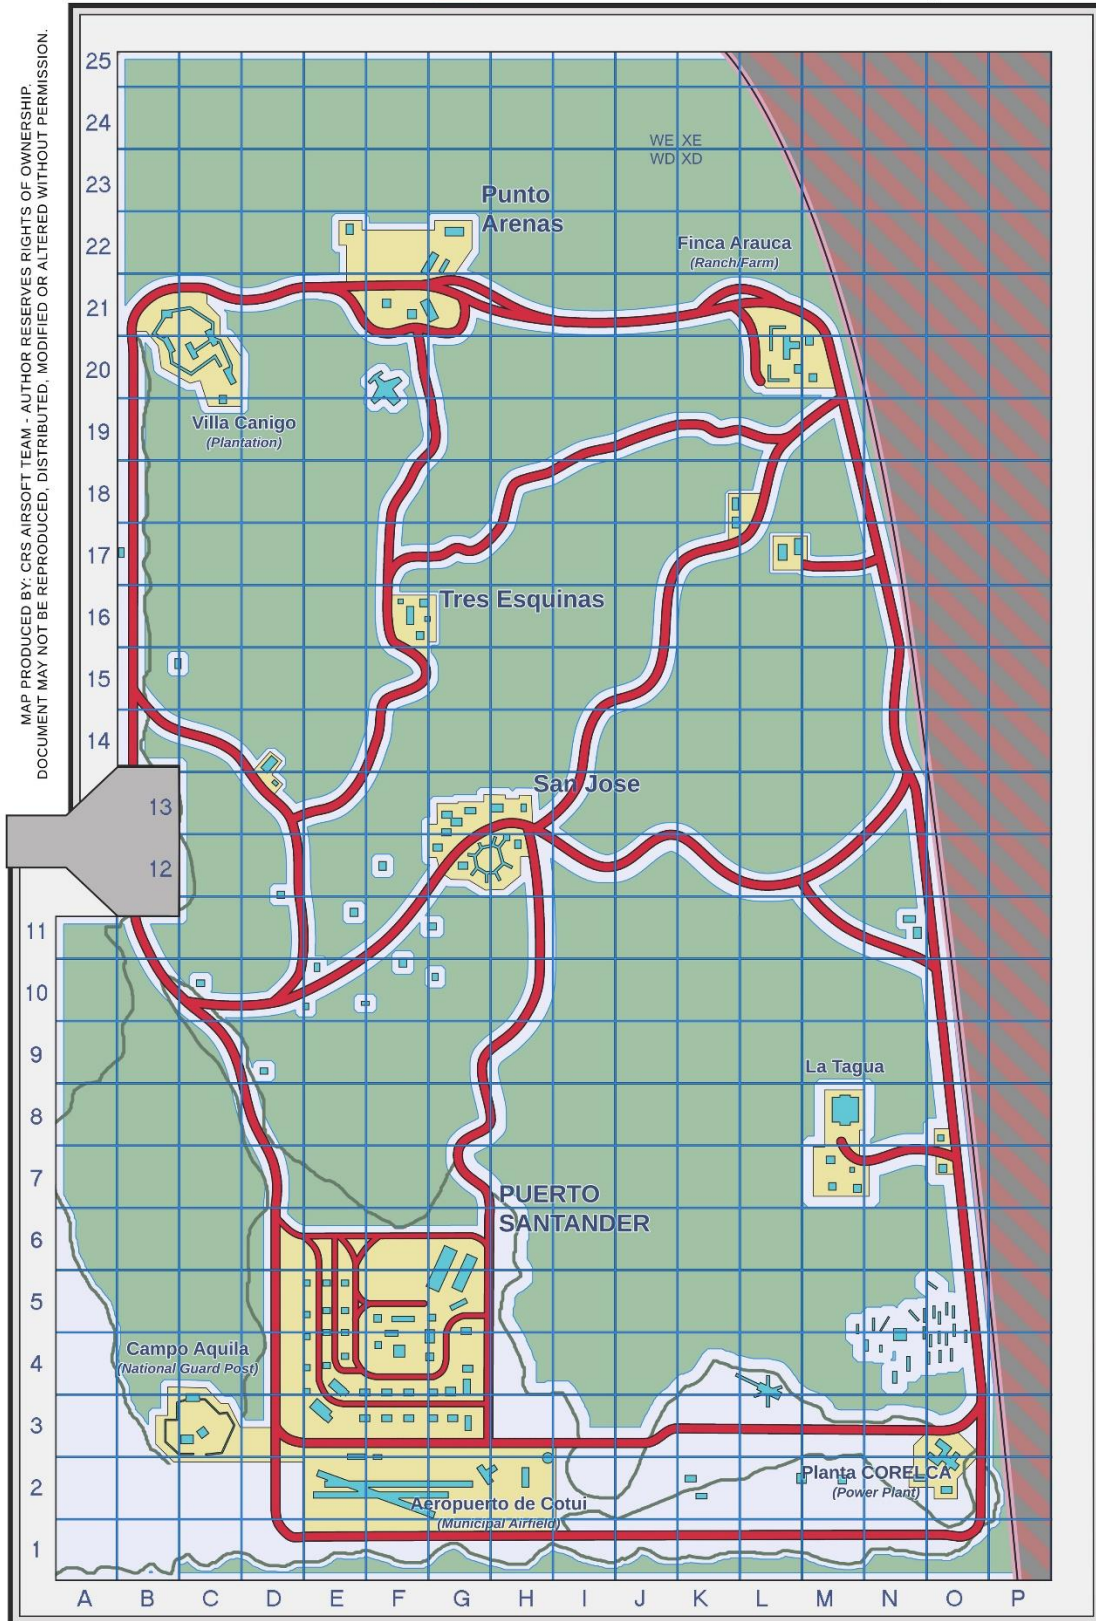 MAP PRODUCED BY: CRS AIRSOFT TEAM - AUTHOR RESERVES RIGHTS OF OWNERSHIP.
DOCUMENT MAY NOT BE REPRODUCED, DISTRIBUTED, MODIFIED OR ALTERED WITHOUT PERMISSION.
25
24
WE XE
WD XD
23
Punto
Arenas
22
Finca Arauca
(Ranch/Farm)
21
20
Villa Canigo
(Plantation)
19
18
17
Tres Esquinas
16
15
14
San Jose
13
12
11
10
9
La Tagua
8
7
PUERTO
SANTANDER
6
5
Campo Aquila
(National Guard Post)
4
3
Planta CORELCA
(Power Plant)
2
Aeropuerto de Cotui
(Municipal Airfield)
1
A B C D E F G H I J K L M N O P